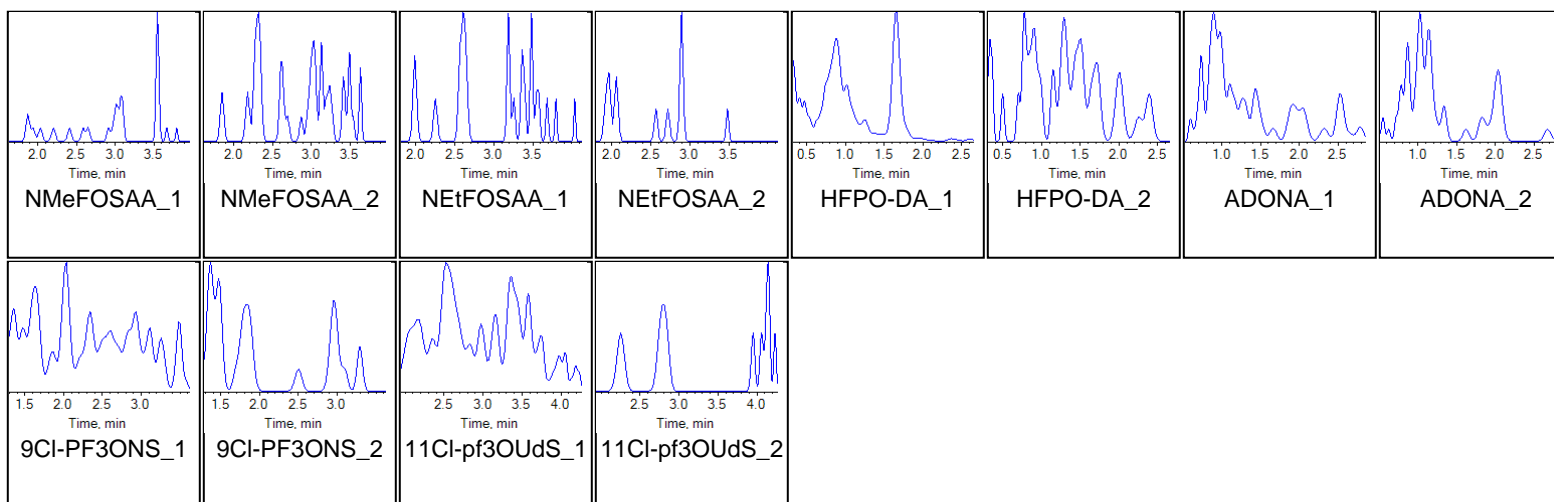 2.0 2.5 3.0 3.5
Time, min
NMeFOSAA_1
2.0 2.5 3.0 3.5
Time, min
NMeFOSAA_2
2.0 2.5 3.0 3.5
Time, min
NEtFOSAA_1
2.0 2.5 3.0 3.5
Time, min
NEtFOSAA_2
0.5 1.0 1.5 2.0 2.5
Time, min
HFPO-DA_1
0.5 1.0 1.5 2.0 2.5
Time, min
HFPO-DA_2
1.0 1.5 2.0 2.5
Time, min
ADONA_1
1.0 1.5 2.0 2.5
Time, min
ADONA_2
1.5 2.0 2.5 3.0
Time, min
9Cl-PF3ONS_1
1.5 2.0 2.5 3.0
Time, min
9Cl-PF3ONS_2
2.5 3.0 3.5 4.0
Time, min
11Cl-pf3OUdS_1
2.5 3.0 3.5 4.0
Time, min
11Cl-pf3OUdS_2